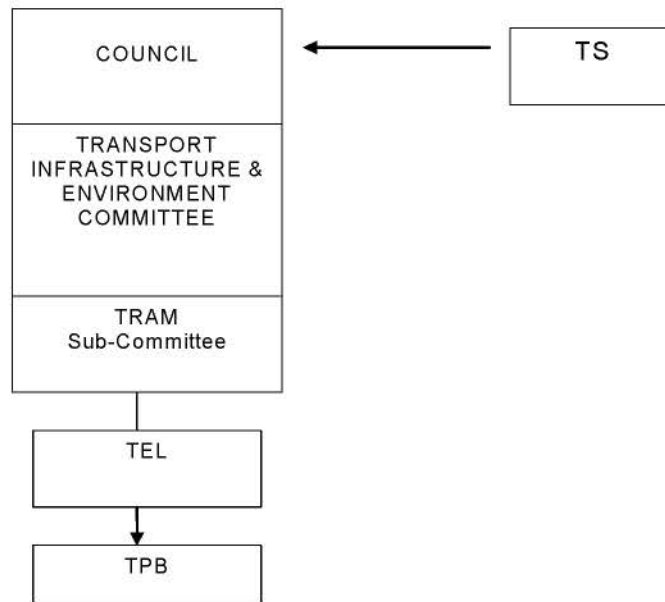 COUNCIL
TS
TRANSPORT
INFRASTRUCTURE &
ENVIRONMENT
COMMITTEE
TRAM
Sub-Committee
TEL
TPB